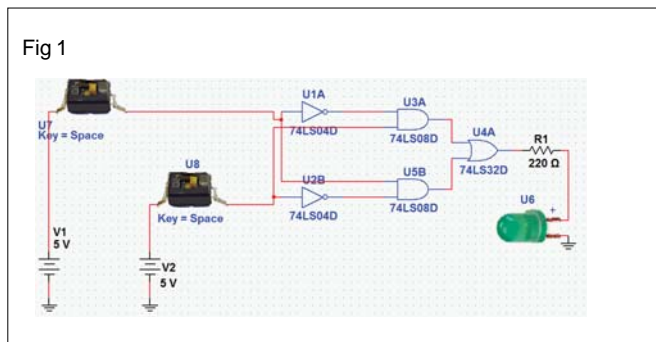 Fig 1
U7
Key = Space
U8
Key = Space
V1
5 V
V2
5 V
U1A
74LS04D
U2B
74LS04D
U3A
74LS08D
U5B
74LS08D
U4A
74LS32D
R1
220 Ω
U6
+